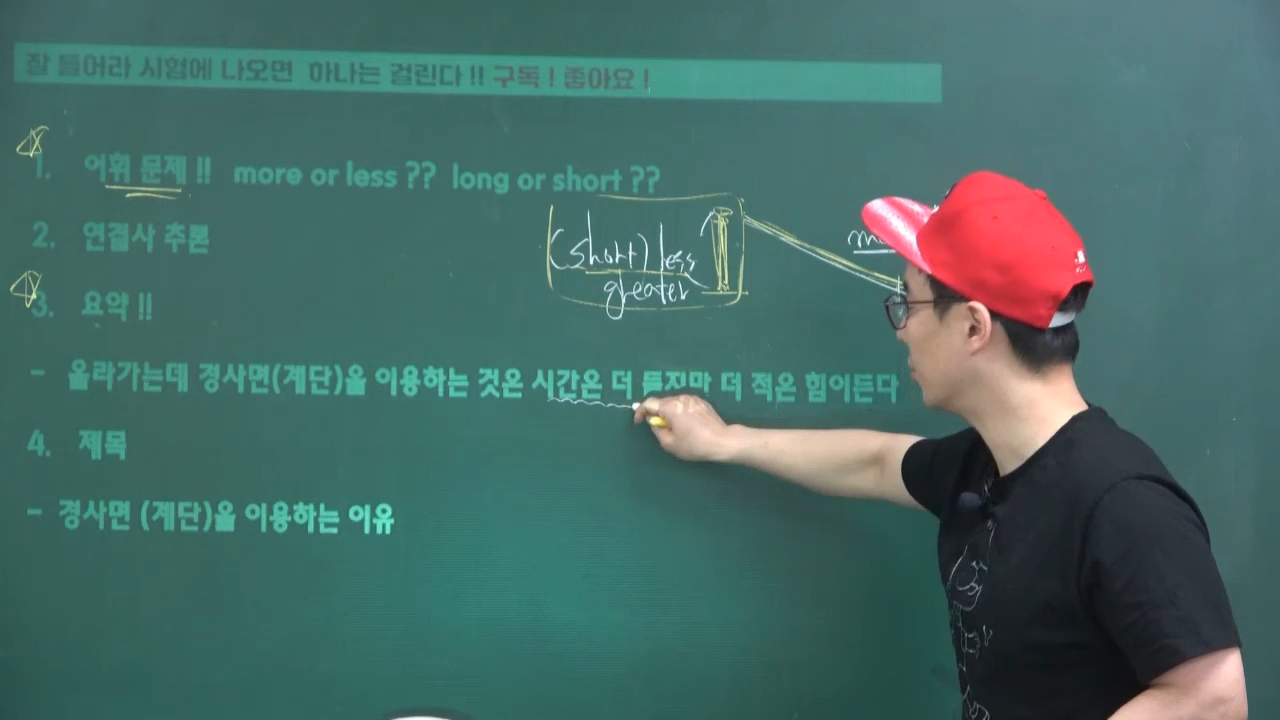 잘 들어라 시험에 나오면 하나는 걸린다 !! 구독 ! 좋아요 !
1. 어휘 문제 !! more or less ?? long or short ??
2. 연결사 추론
(short) less
greater
3. 요약 !!
- 올라가는데 경사면(계단)을 이용하는 것은 시간은 더 들지만 더 적은 힘이든다
4. 제목
- 경사면 (계단)을 이용하는 이유